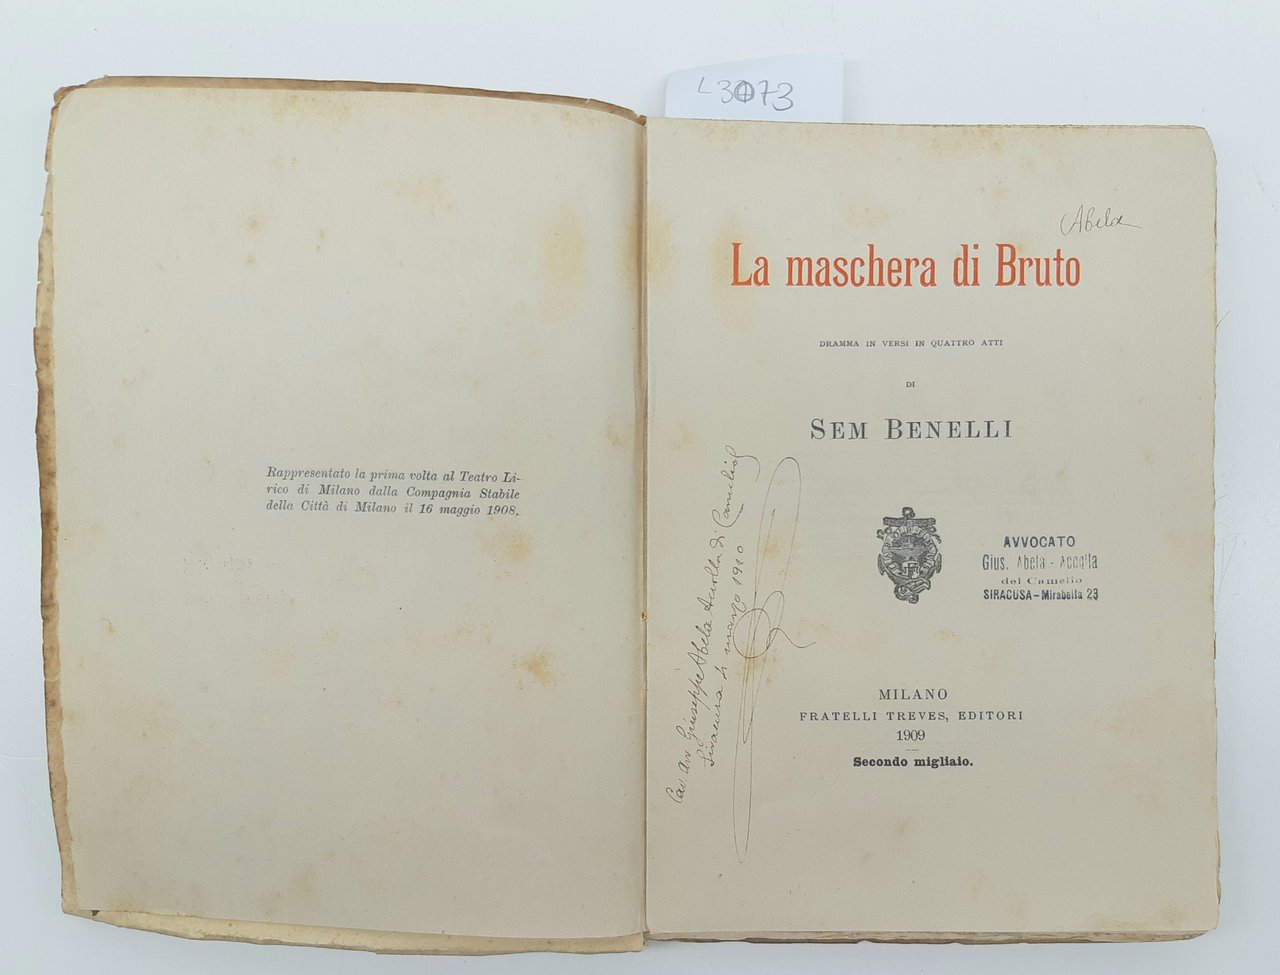 L3073
Rappresentato la prima volta al Teatro Li-
rico di Milano dalla Compagnia Stabile
della Città di Milano il 16 maggio 1908.
Abela
La maschera di Bruto
DRAMMA IN VERSI IN QUATTRO ATTI
DI
SEM BENELLI
AVVOCATO
Gius. Abela - Accolla
del Camelio
SIRACUSA - Mirabella 23
Cav. Avv. Giuseppe Abela Accolla di
Siracusa marzo 1910
MILANO
FRATELLI TREVES, EDITORI
1909
Secondo migliaio.